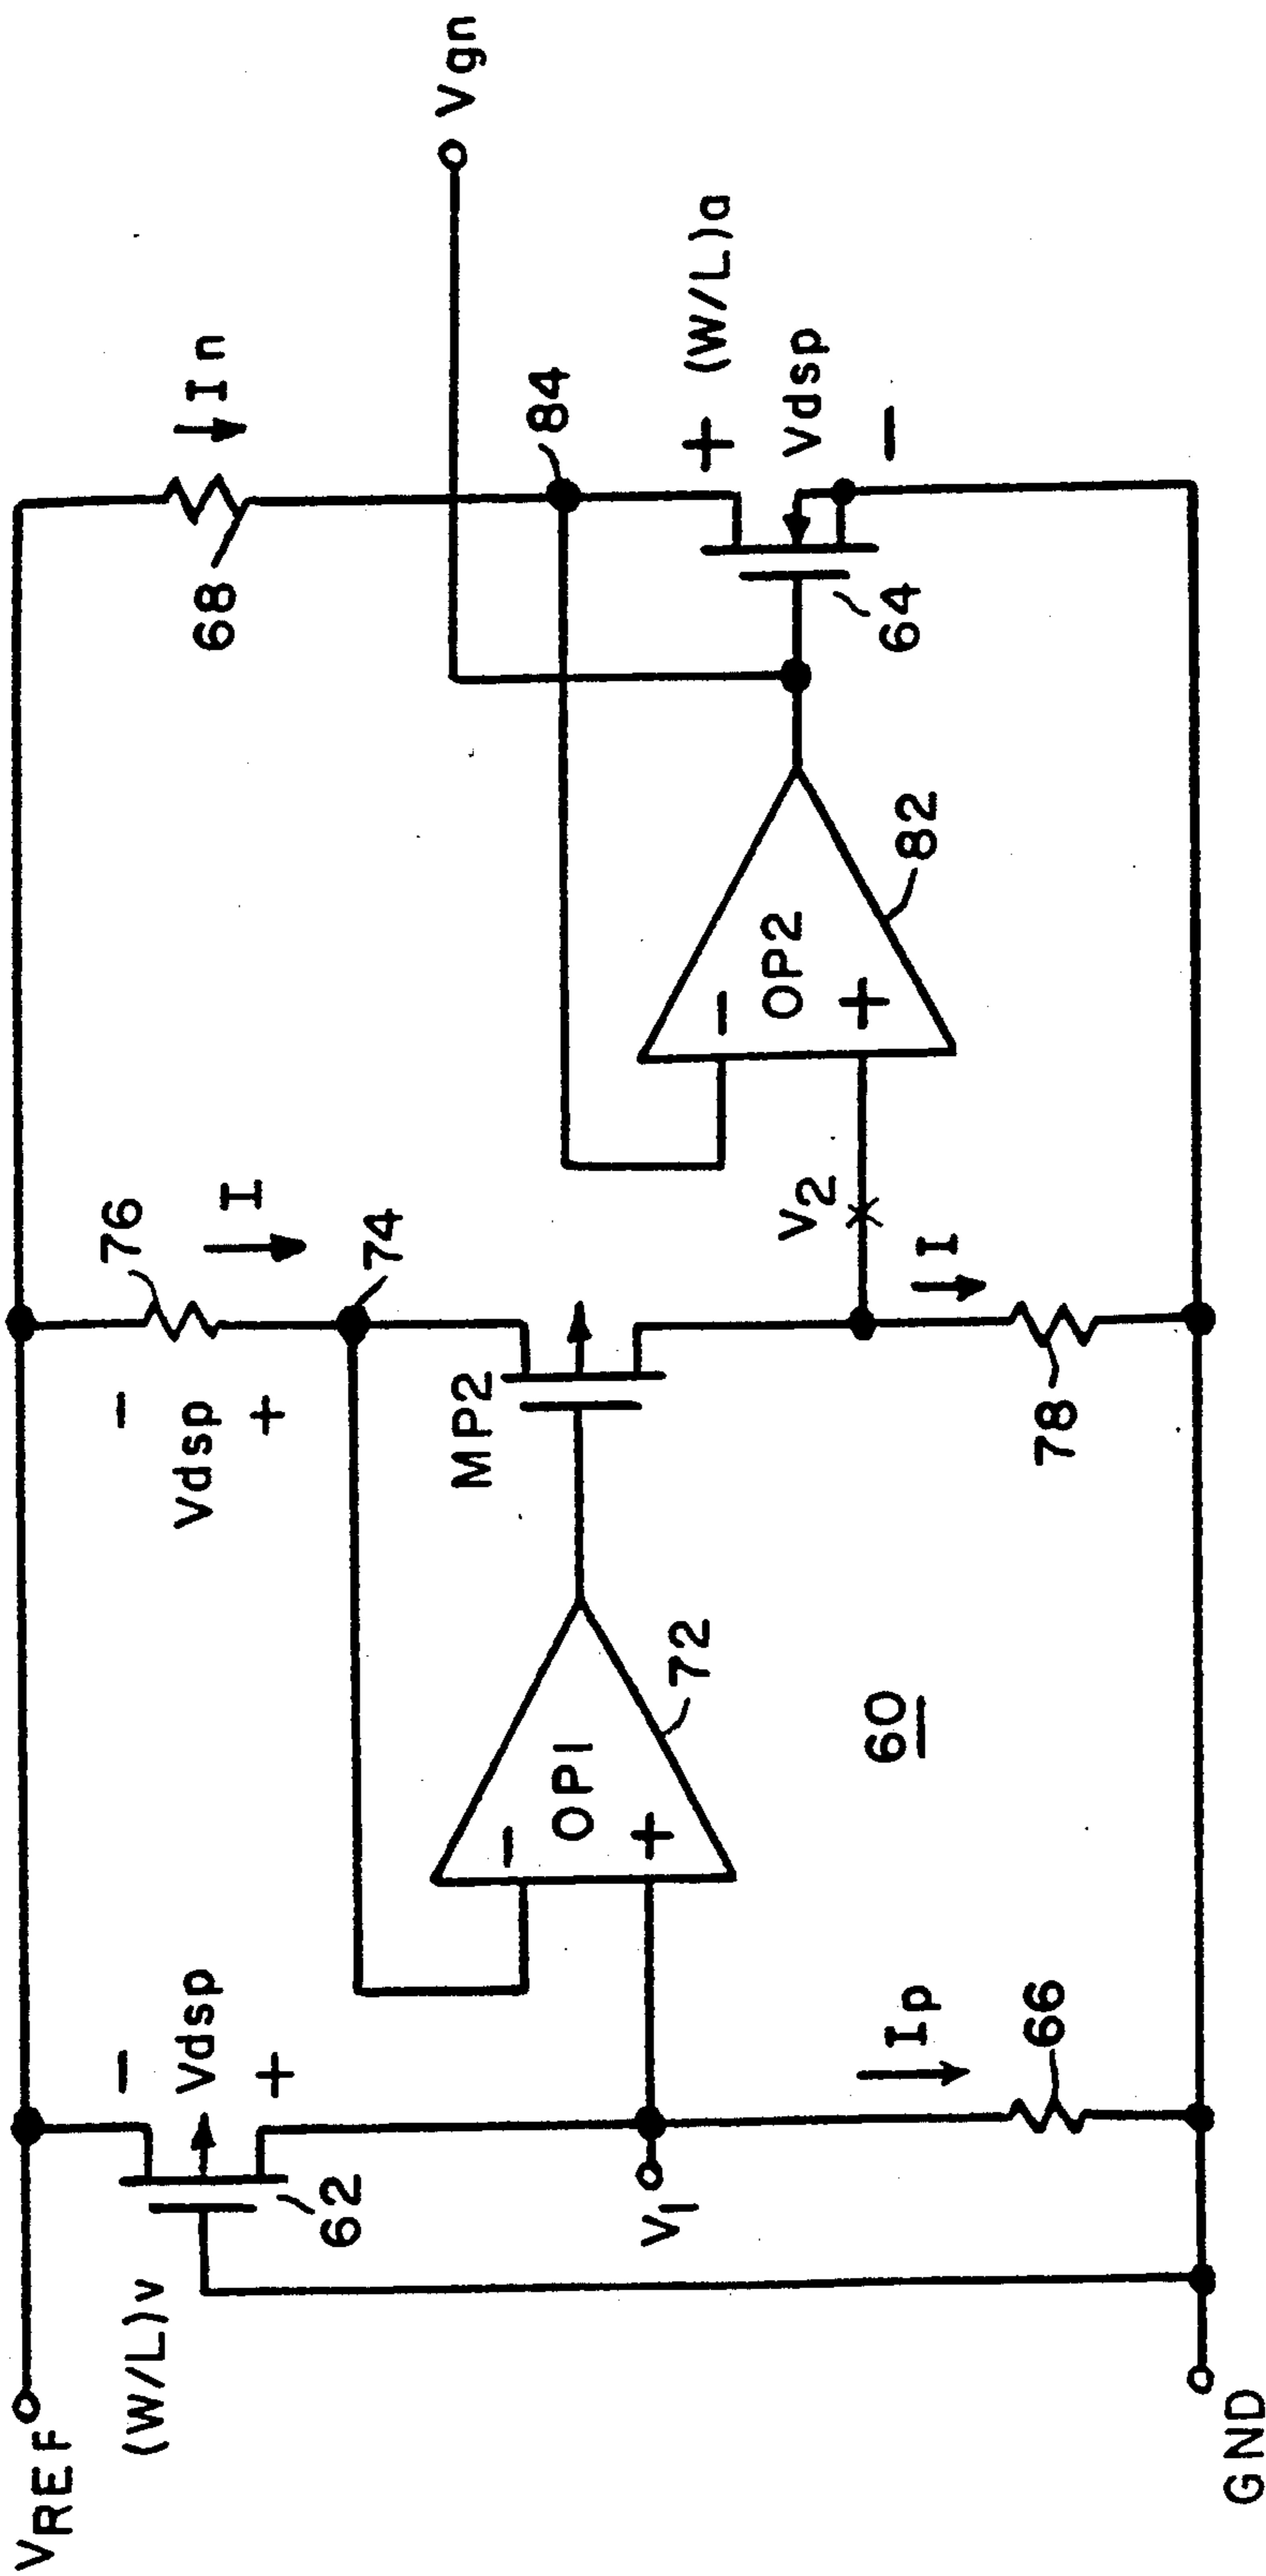 VREF
(W/L)v
62
−
Vdsp
+
V1
Ip
66
GND
−
OP1
+
72
60
76
I
−
Vdsp
+
74
MP2
V2
I
78
−
OP2
+
82
68
In
84
Vgn
+
(W/L)a
Vdsp
−
64